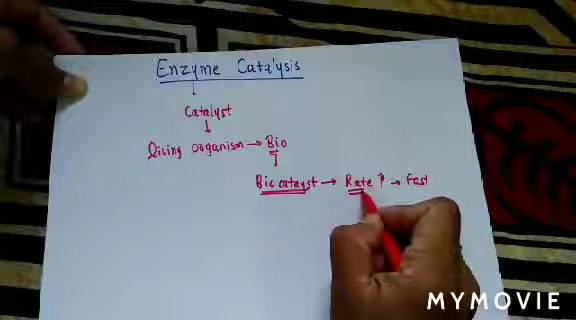 Enzyme Catalysis
Catalyst
↓
Living organism → Bio
Bio catalyst → Rate ↑ → Fast
MYMOVIE